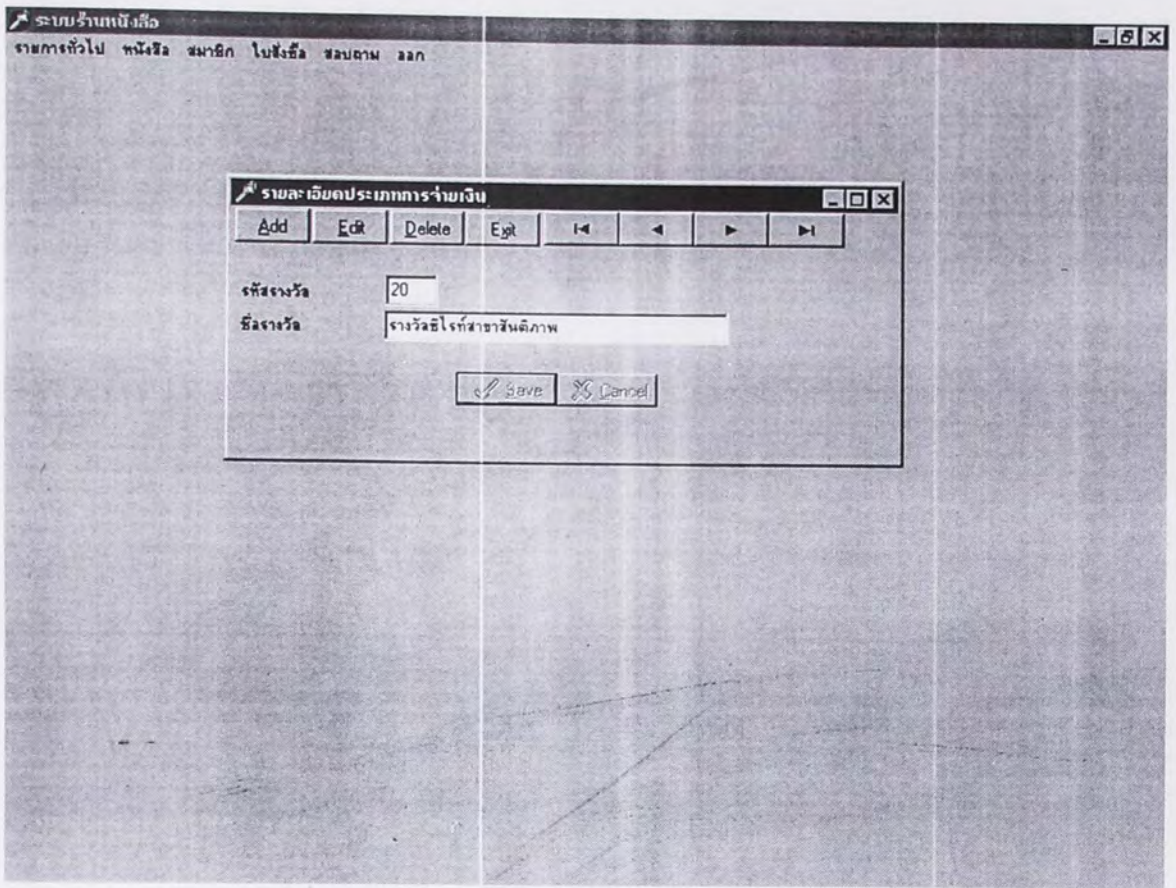 ระบบร้านหนังสือ
รายการทั่วไป หนังสือ สมาชิก ใบสั่งซื้อ สอบถาม ออก
รายละเอียดประเภทการจ่ายเงิน
Add Edit Delete Exit
รหัสรางวัล 20
ชื่อรางวัล รางวัลซีไรท์สาขาสันติภาพ
Save Cancel